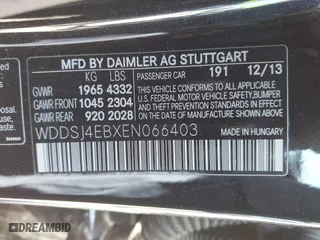 MFD BY DAIMLER AG STUTTGART
KG LBS PASSENGER CAR 191 12/13
GVWR 1965 4332
GAWR FRONT 1045 2304
GAWR REAR 920 2028
THIS VEHICLE CONFORMS TO ALL
APPLICABLE U.S. FEDERAL MOTOR
VEHICLE SAFETY, BUMPER, AND
THEFT PREVENTION STANDARDS IN
EFFECT ON THE DATE OF
MANUFACTURE SHOWN ABOVE.
WDDSJ4EBXEN066403
MADE IN HUNGARY
DREAMBID